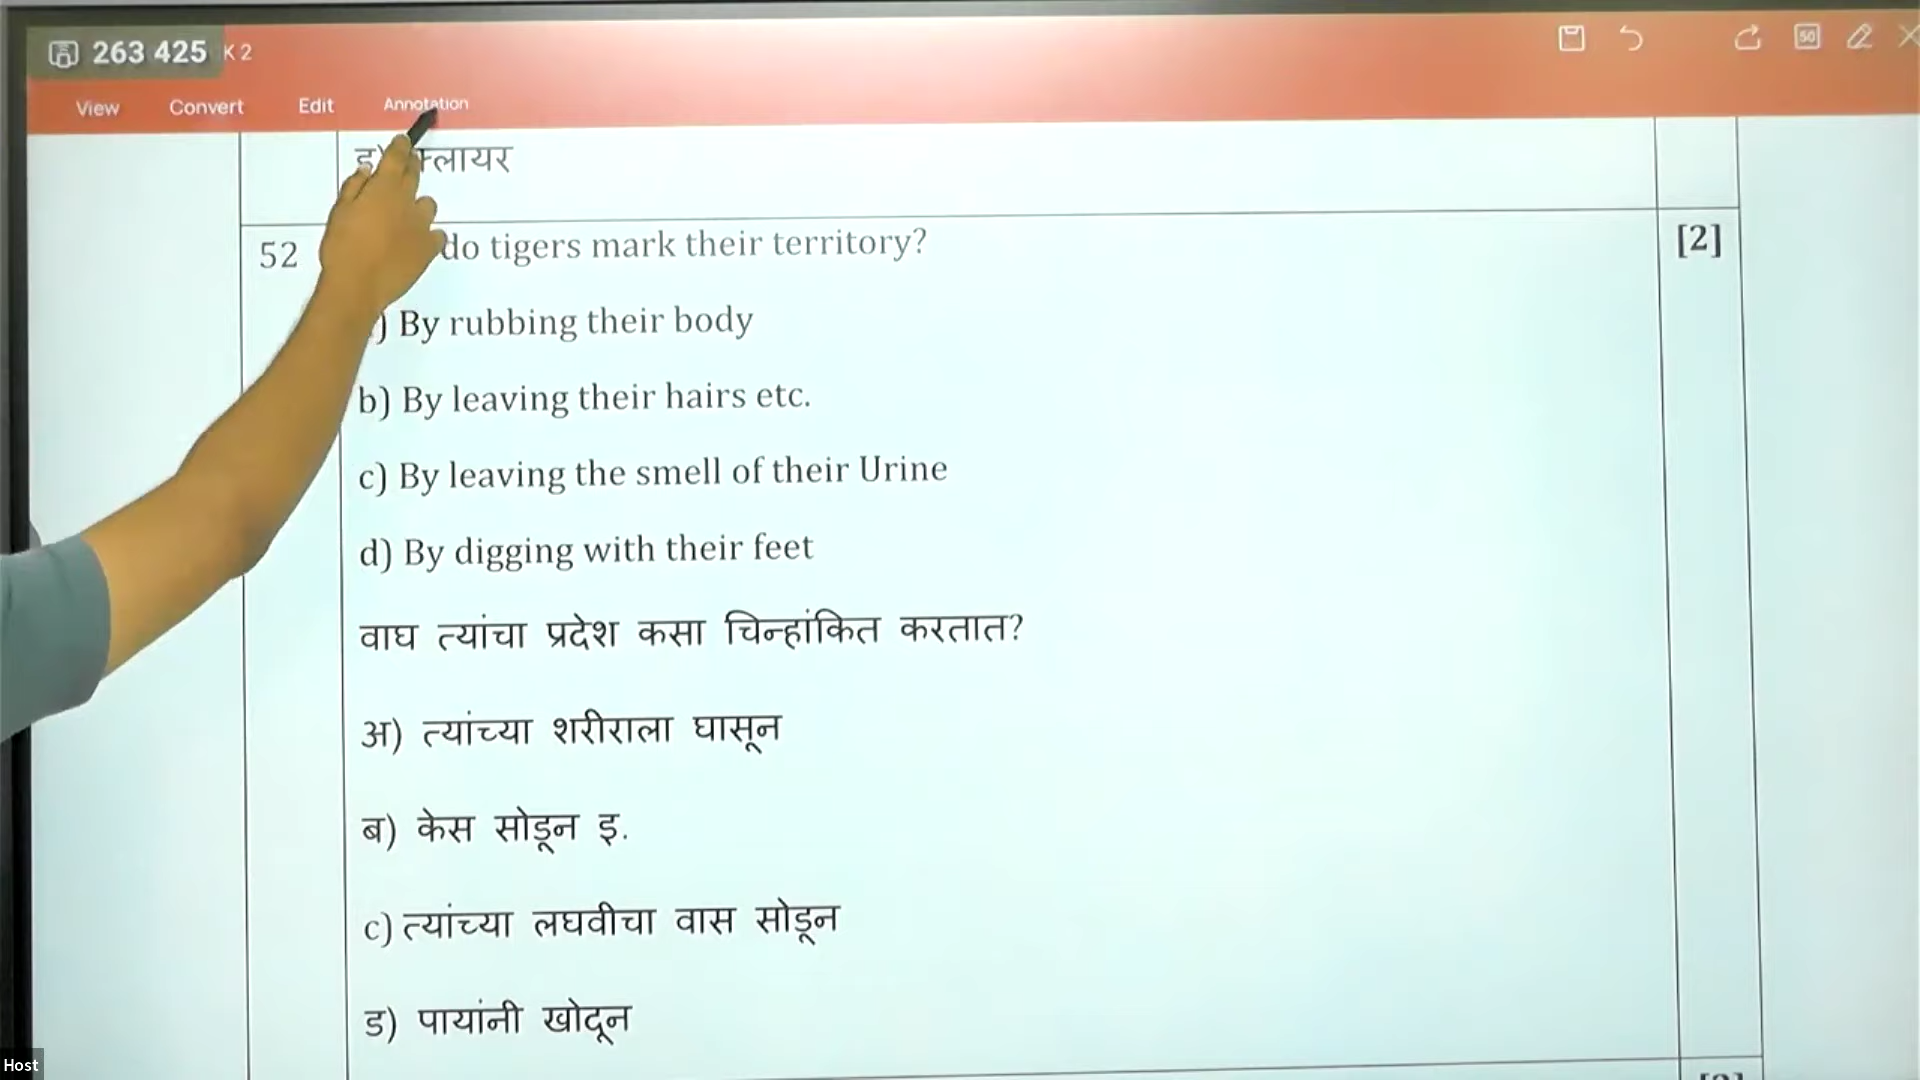 263 425 K 2
View Convert Edit Annotation
इ) क्लायर
52 do tigers mark their territory? [2]
) By rubbing their body
b) By leaving their hairs etc.
c) By leaving the smell of their Urine
d) By digging with their feet
वाघ त्यांचा प्रदेश कसा चिन्हांकित करतात?
अ) त्यांच्या शरीराला घासून
ब) केस सोडून इ.
c) त्यांच्या लघवीचा वास सोडून
ड) पायांनी खोदून
Host